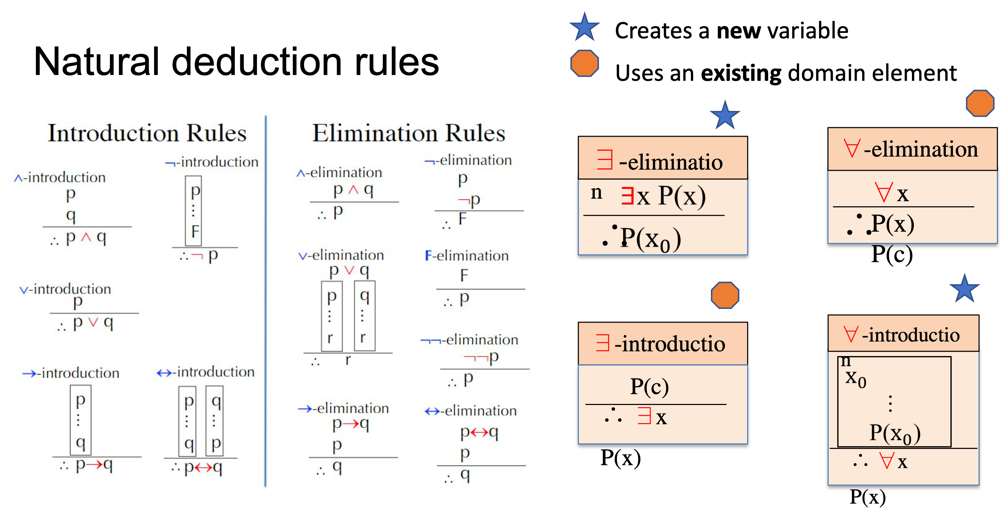 Natural deduction rules
Creates a new variable
Uses an existing domain element
Introduction Rules
∧-introduction
p
q
∴ p ∧ q
¬-introduction
p
⋮
F
∴ ¬ p
∨-introduction
p
∴ p ∨ q
→-introduction
p
⋮
q
∴ p→q
↔-introduction
p q
⋮ ⋮
q p
∴ p↔q
Elimination Rules
∧-elimination
p ∧ q
∴ p
¬-elimination
p
¬p
∴ F
∨-elimination
p ∨ q
p q
⋮ ⋮
r r
∴ r
F-elimination
F
∴ p
¬¬-elimination
¬¬p
∴ p
→-elimination
p→q
p
∴ q
↔-elimination
p↔q
p
∴ q
∃-eliminatio
n ∃x P(x)
∴P(x₀)
∀-elimination
∀x
∴P(x)
P(c)
∃-introductio
P(c)
∴ ∃x
P(x)
∀-introductio
n
x₀
⋮
P(x₀)
∴ ∀x
P(x)